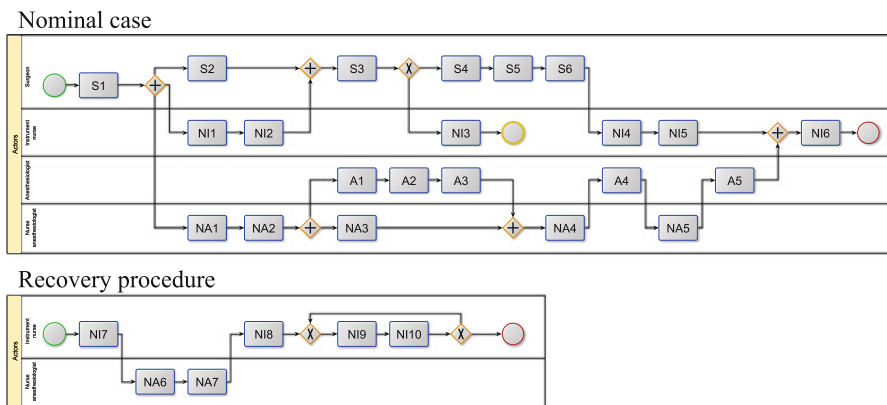 Nominal case
Actors
Surgeon
S1 S2 S3 S4 S5 S6
Instrument nurse
NI1 NI2 NI3 NI4 NI5 NI6
Anesthesiologist
A1 A2 A3 A4 A5
Nurse anesthesiologist
NA1 NA2 NA3 NA4 NA5
Recovery procedure
Actors
Instrument nurse
NI7 NI8 NI9 NI10
Nurse anesthesiologist
NA6 NA7